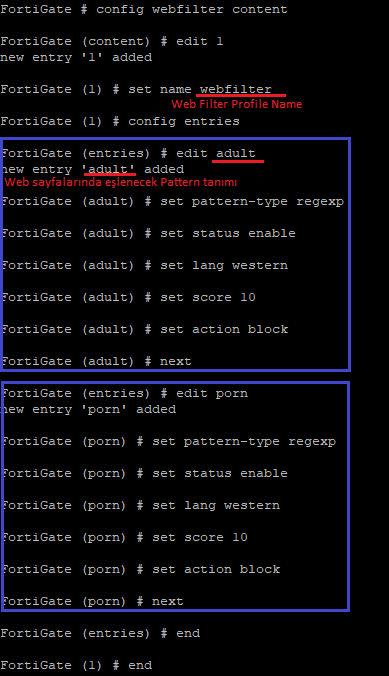 FortiGate # config webfilter content
FortiGate (content) # edit 1
new entry '1' added
FortiGate (1) # set name webfilter
Web Filter Profile Name
FortiGate (1) # config entries
FortiGate (entries) # edit adult
new entry 'adult' added
Web sayfalarında eşlenecek Pattern tanımı
FortiGate (adult) # set pattern-type regexp
FortiGate (adult) # set status enable
FortiGate (adult) # set lang western
FortiGate (adult) # set score 10
FortiGate (adult) # set action block
FortiGate (adult) # next
FortiGate (entries) # edit porn
new entry 'porn' added
FortiGate (porn) # set pattern-type regexp
FortiGate (porn) # set status enable
FortiGate (porn) # set lang western
FortiGate (porn) # set score 10
FortiGate (porn) # set action block
FortiGate (porn) # next
FortiGate (entries) # end
FortiGate (1) # end